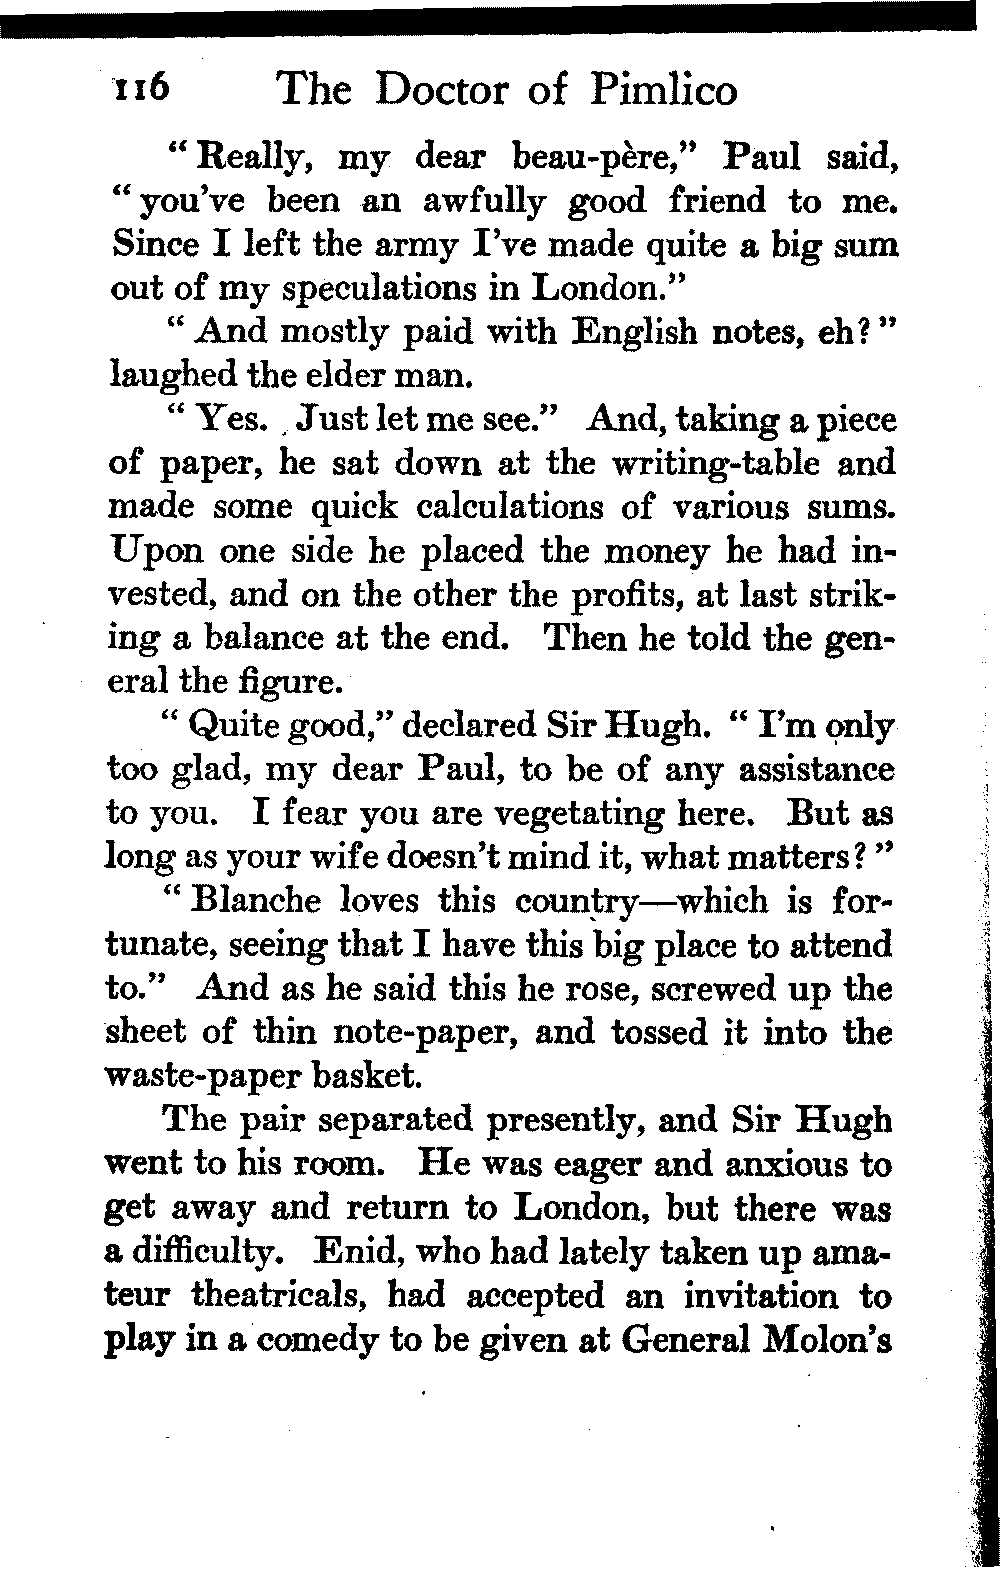 116 The Doctor of Pimlico
“ Really, my dear beau-père,” Paul said,
“ you’ve been an awfully good friend to me.
Since I left the army I’ve made quite a big sum
out of my speculations in London.”
“ And mostly paid with English notes, eh? ”
laughed the elder man.
“ Yes. Just let me see.” And, taking a piece
of paper, he sat down at the writing-table and
made some quick calculations of various sums.
Upon one side he placed the money he had in-
vested, and on the other the profits, at last strik-
ing a balance at the end. Then he told the gen-
eral the figure.
“ Quite good,” declared Sir Hugh. “ I’m only
too glad, my dear Paul, to be of any assistance
to you. I fear you are vegetating here. But as
long as your wife doesn’t mind it, what matters? ”
“ Blanche loves this country—which is for-
tunate, seeing that I have this big place to attend
to.” And as he said this he rose, screwed up the
sheet of thin note-paper, and tossed it into the
waste-paper basket.
The pair separated presently, and Sir Hugh
went to his room. He was eager and anxious to
get away and return to London, but there was
a difficulty. Enid, who had lately taken up ama-
teur theatricals, had accepted an invitation to
play in a comedy to be given at General Molon’s